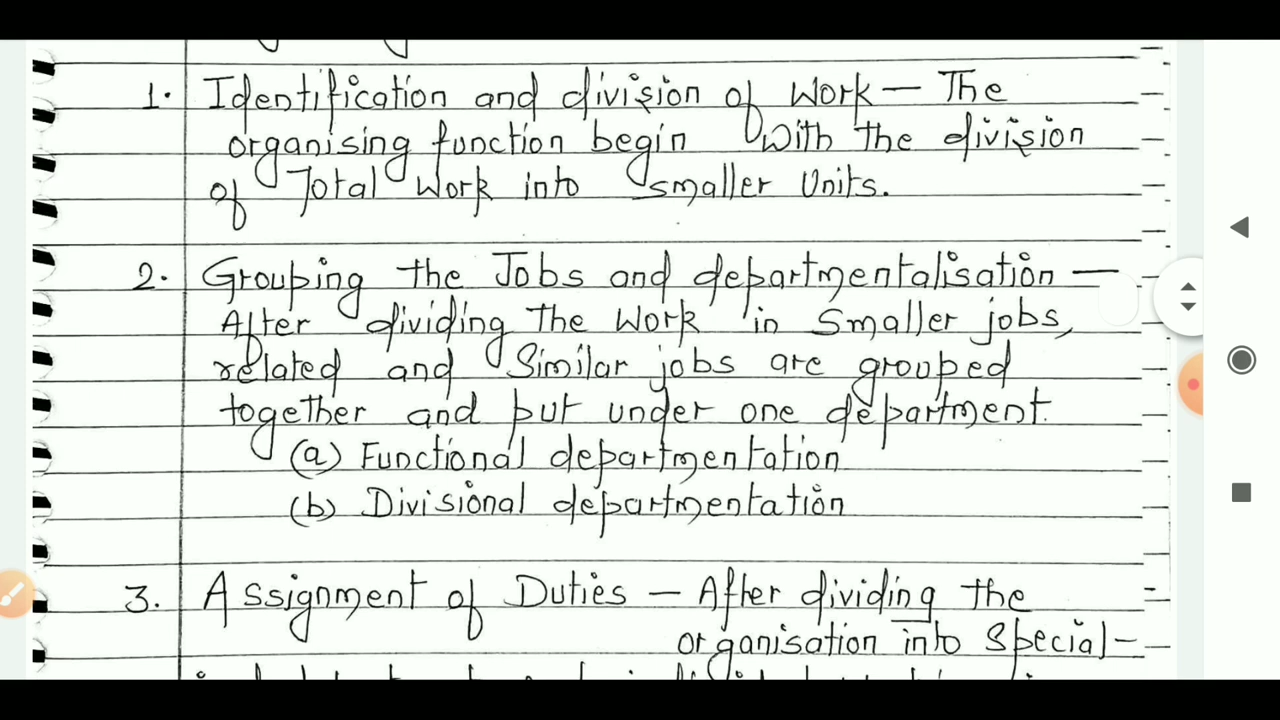 1. Identification and division of Work — The
organising function begin With the division
of Total Work into smaller Units.
2. Grouping the Jobs and departmentalisation —
After dividing the Work in Smaller jobs,
related and Similar jobs are grouped
together and put under one department.
(a) Functional departmentation
(b) Divisional departmentation
3. Assignment of Duties — After dividing the
organisation into Special-